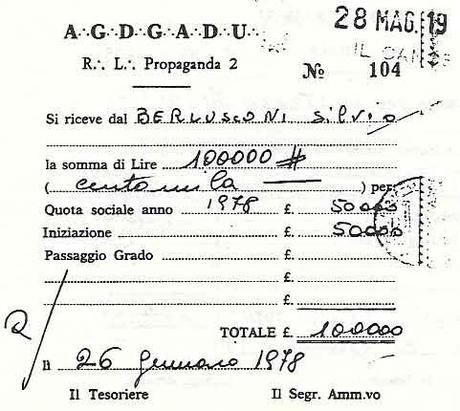 A∴G∴D∴G∴A∴D∴U∴
28 MAG. 19
R∴ L∴ Propaganda 2
IL
Nº 104
Si riceve dal BERLUSCONI Silvio
la somma di Lire 100000 #
( centomila ) per
Quota sociale anno 1978 £. 50000
Iniziazione £. 50000
Passaggio Grado £.
£.
£.
TOTALE £. 100000
Il 26 Gennaio 1978
Il Tesoriere Il Segr. Amm.vo